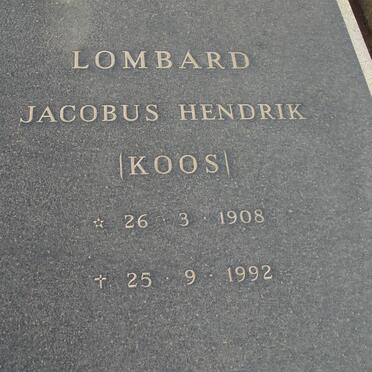 LOMBARD
JACOBUS HENDRIK
|KOOS|
☆ 26 · 3 · 1908
† 25 · 9 · 1992